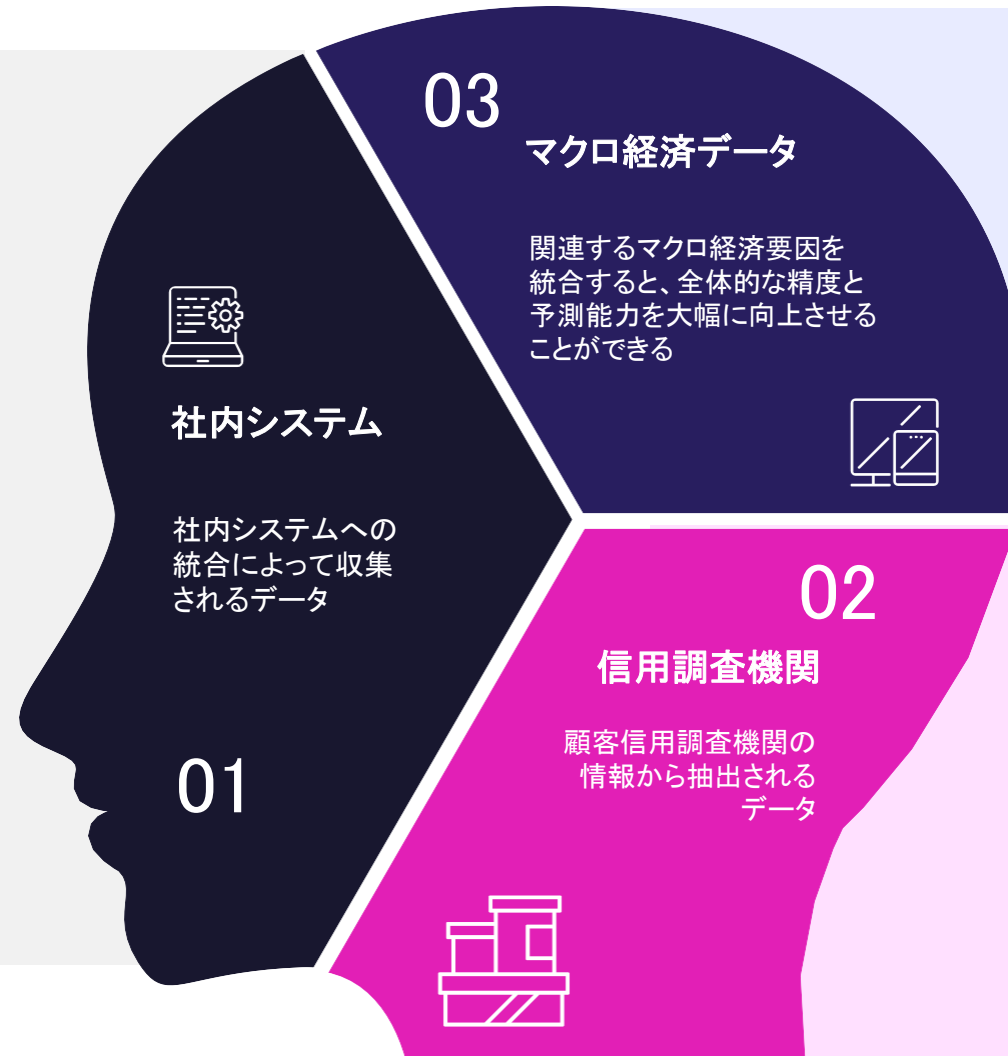 03
マクロ経済データ
関連するマクロ経済要因を
統合すると、全体的な精度と
予測能力を大幅に向上させる
ことができる
社内システム
社内システムへの
統合によって収集
されるデータ
01
02
信用調査機関
顧客信用調査機関の
情報から抽出される
データ